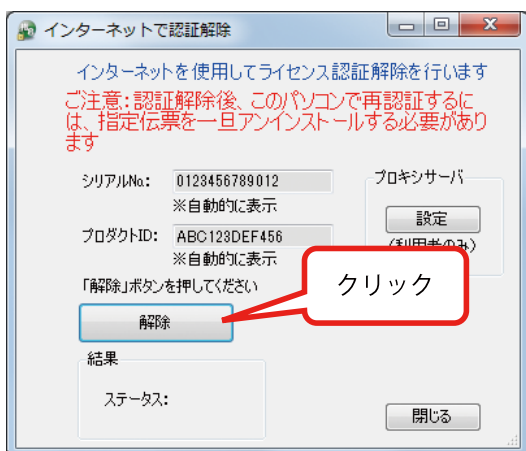 インターネットで認証解除
インターネットを使用してライセンス認証解除を行います
ご注意：認証解除後、このパソコンで再認証するに
は、指定伝票を一旦アンインストールする必要があり
ます
シリアルNo.: 0123456789012
※自動的に表示
プロダクトID: ABC123DEF456
※自動的に表示
プロキシサーバ
設定
(利用者のみ)
「解除」ボタンを押してください
クリック
解除
結果
ステータス:
閉じる